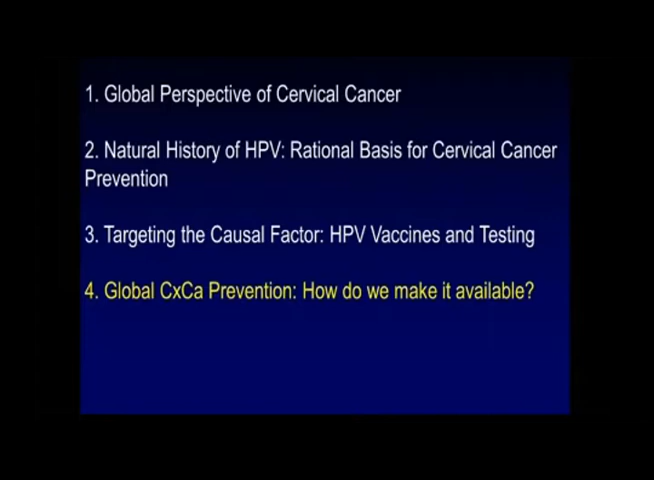 1. Global Perspective of Cervical Cancer
2. Natural History of HPV: Rational Basis for Cervical Cancer
Prevention
3. Targeting the Causal Factor: HPV Vaccines and Testing
4. Global CxCa Prevention: How do we make it available?